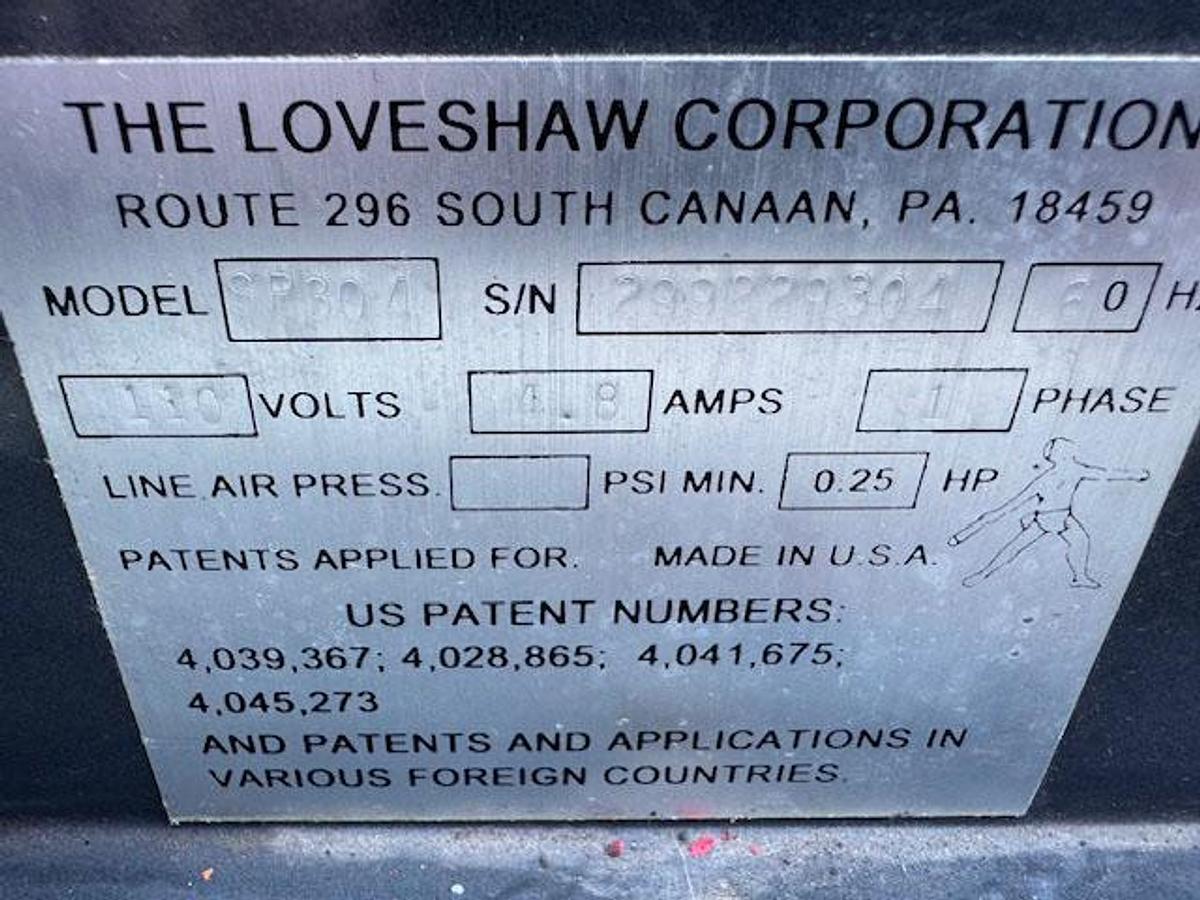 THE LOVESHAW CORPORATION
ROUTE 296 SOUTH CANAAN, PA. 18459
MODEL SP304 S/N 0
110 VOLTS 4.8 AMPS 1 PHASE
LINE AIR PRESS. PSI MIN. 0.25 HP
PATENTS APPLIED FOR. MADE IN U.S.A.
US PATENT NUMBERS:
4,039,367; 4,028,865; 4,041,675;
4,045,273
AND PATENTS AND APPLICATIONS IN
VARIOUS FOREIGN COUNTRIES.